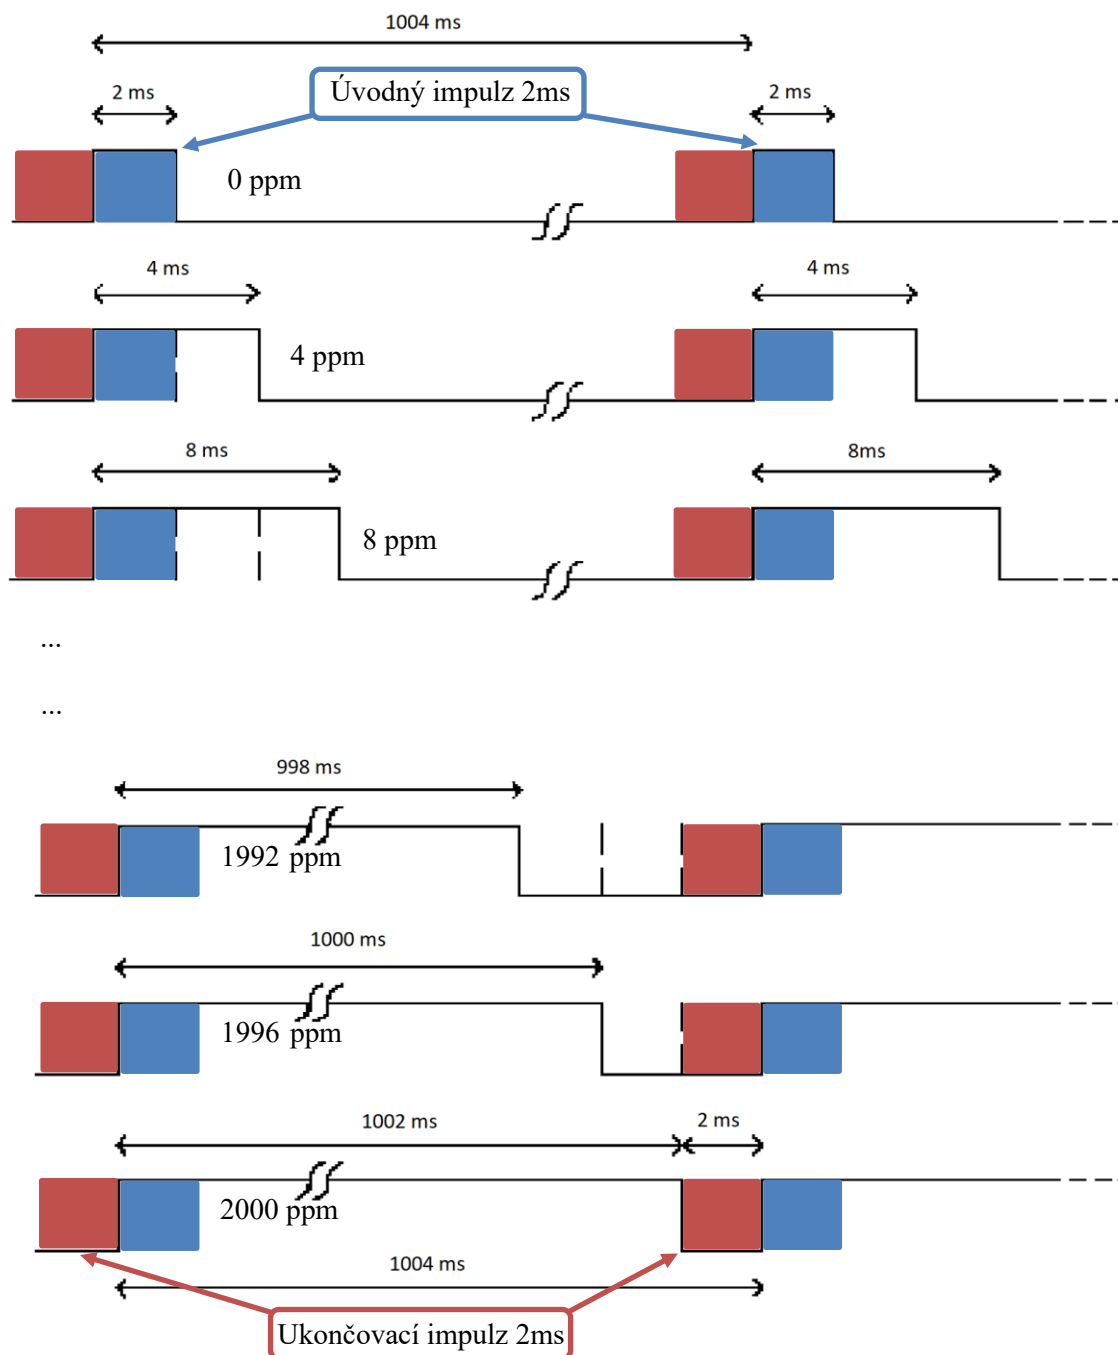 1004 ms
2 ms
Úvodný impulz 2ms
2 ms
0 ppm
4 ms
4 ms
4 ppm
8 ms
8ms
8 ppm
...
...
998 ms
1992 ppm
1000 ms
1996 ppm
1002 ms
2 ms
2000 ppm
1004 ms
Ukončovací impulz 2ms